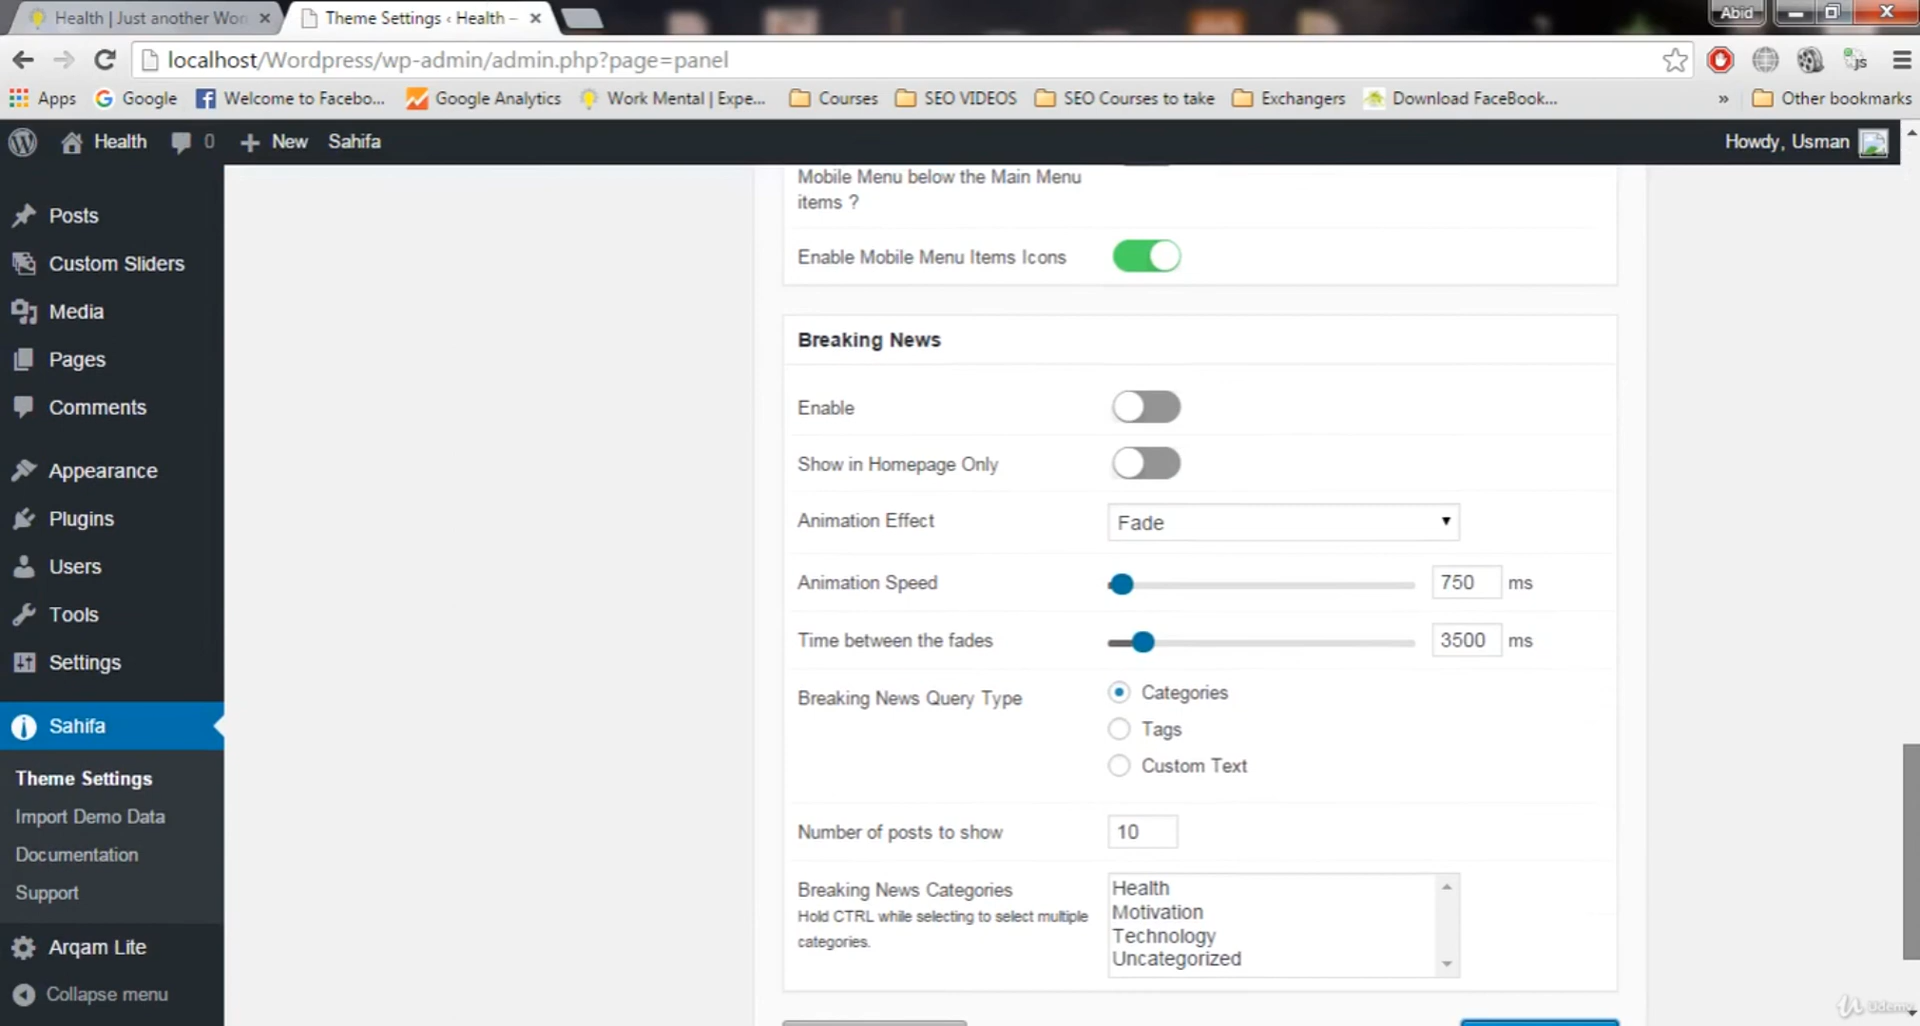 Health | Just another Wor
Theme Settings ‹ Health –
Abid
localhost/Wordpress/wp-admin/admin.php?page=panel
js
Apps
Google
Welcome to Facebo...
Google Analytics
Work Mental | Expe...
Courses
SEO VIDEOS
SEO Courses to take
Exchangers
Download FaceBook...
»
Other bookmarks
Health
0
New
Sahifa
Howdy, Usman
Posts
Custom Sliders
Media
Pages
Comments
Appearance
Plugins
Users
Tools
Settings
Sahifa
Theme Settings
Import Demo Data
Documentation
Support
Arqam Lite
Collapse menu
Mobile Menu below the Main Menu
items ?
Enable Mobile Menu Items Icons
Breaking News
Enable
Show in Homepage Only
Animation Effect
Fade
Animation Speed
750 ms
Time between the fades
3500 ms
Breaking News Query Type
Categories
Tags
Custom Text
Number of posts to show
10
Breaking News Categories
Hold CTRL while selecting to select multiple
categories.
Health
Motivation
Technology
Uncategorized
Udemy